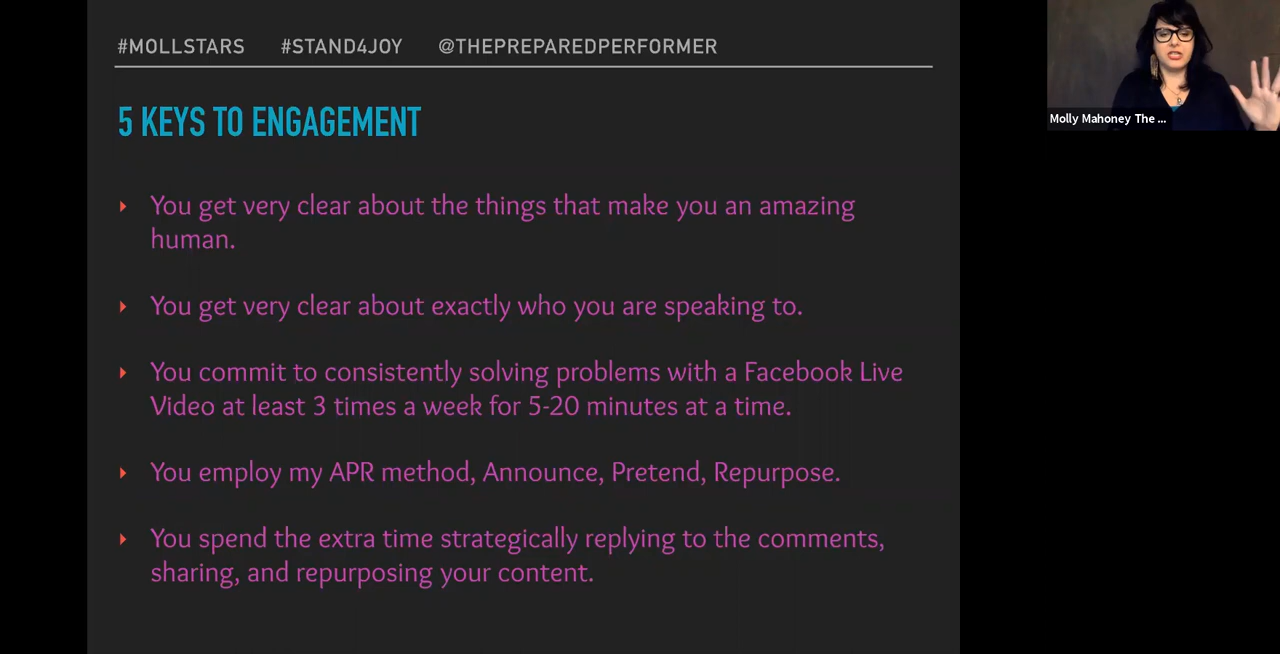 #MOLLSTARS #STAND4JOY @THEPREPAREDPERFORMER
5 KEYS TO ENGAGEMENT
You get very clear about the things that make you an amazing
human.
You get very clear about exactly who you are speaking to.
You commit to consistently solving problems with a Facebook Live
Video at least 3 times a week for 5-20 minutes at a time.
You employ my APR method, Announce, Pretend, Repurpose.
You spend the extra time strategically replying to the comments,
sharing, and repurposing your content.
Molly Mahoney The ...